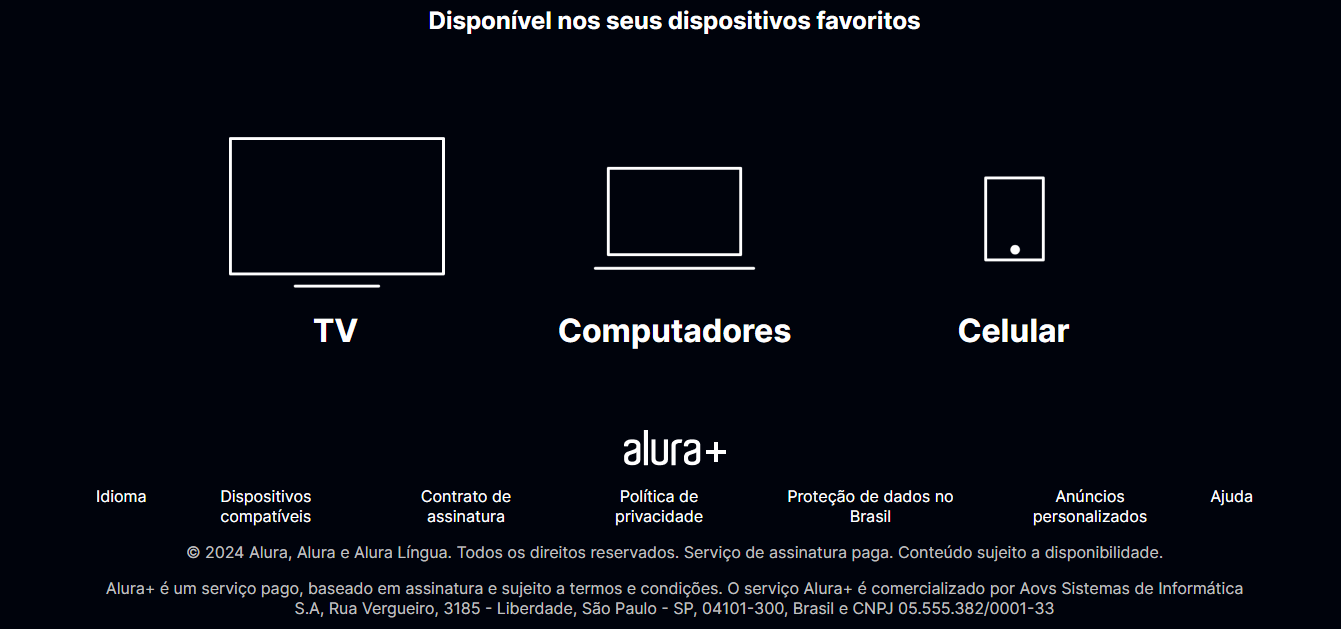 Disponível nos seus dispositivos favoritos
TV
Computadores
Celular
alura+
Idioma
Dispositivos
compatíveis
Contrato de
assinatura
Política de
privacidade
Proteção de dados no
Brasil
Anúncios
personalizados
Ajuda
© 2024 Alura, Alura e Alura Língua. Todos os direitos reservados. Serviço de assinatura paga. Conteúdo sujeito a disponibilidade.
Alura+ é um serviço pago, baseado em assinatura e sujeito a termos e condições. O serviço Alura+ é comercializado por Aovs Sistemas de Informática
S.A, Rua Vergueiro, 3185 - Liberdade, São Paulo - SP, 04101-300, Brasil e CNPJ 05.555.382/0001-33